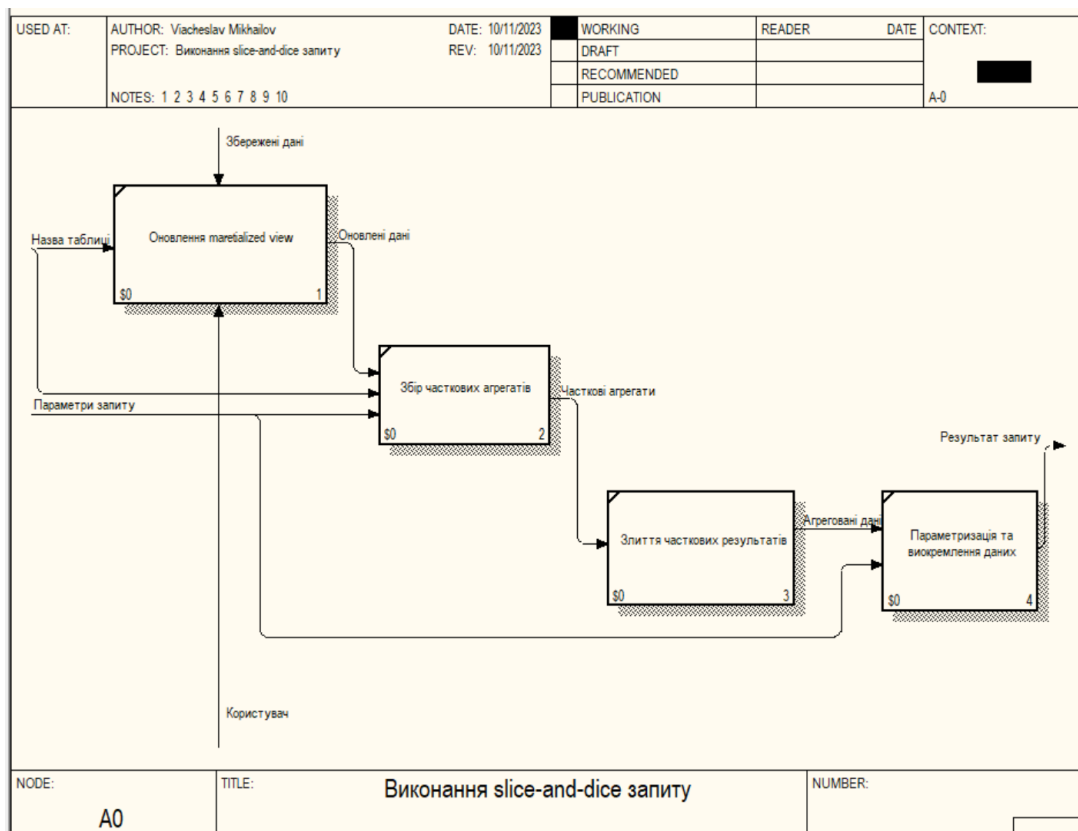 USED AT:
AUTHOR: Viacheslav Mikhailov
DATE: 10/11/2023
PROJECT: Виконання slice-and-dice запиту
REV: 10/11/2023
NOTES: 1 2 3 4 5 6 7 8 9 10
WORKING
DRAFT
RECOMMENDED
PUBLICATION
READER
DATE
CONTEXT:
A-0
Збережені дані
Назва таблиці
Оновлення maretialized view
$0
1
Оновлені дані
Збір часткових агрегатів
$0
2
Часткові агрегати
Параметри запиту
Результат запиту
Злиття часткових результатів
$0
3
Агреговані дані
Параметризація та
виокремлення даних
$0
4
Користувач
NODE:
A0
TITLE:
Виконання slice-and-dice запиту
NUMBER: